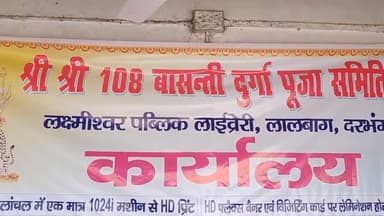 श्री श्री 108 बासन्ती दुर्गा पूजा समिति
लक्ष्मीश्वर पब्लिक लाईब्रेरी, लालबाग, दरभंगा
कार्यालय
में एक मात्र 1024i मशीन से HD प्रिंट HD फ्लैक्स बैनर एवं विजिटिंग कार्ड पर लेमिनेशन